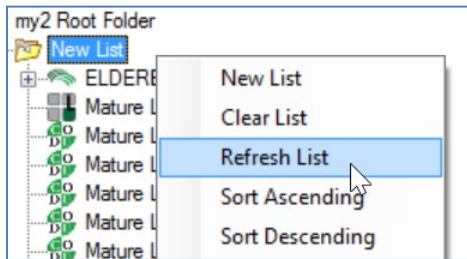 my2 Root Folder
New List
ELDERE
New List
Mature L
Clear List
Mature L
Mature L
Refresh List
Mature L
Sort Ascending
Mature L
Mature L
Sort Descending